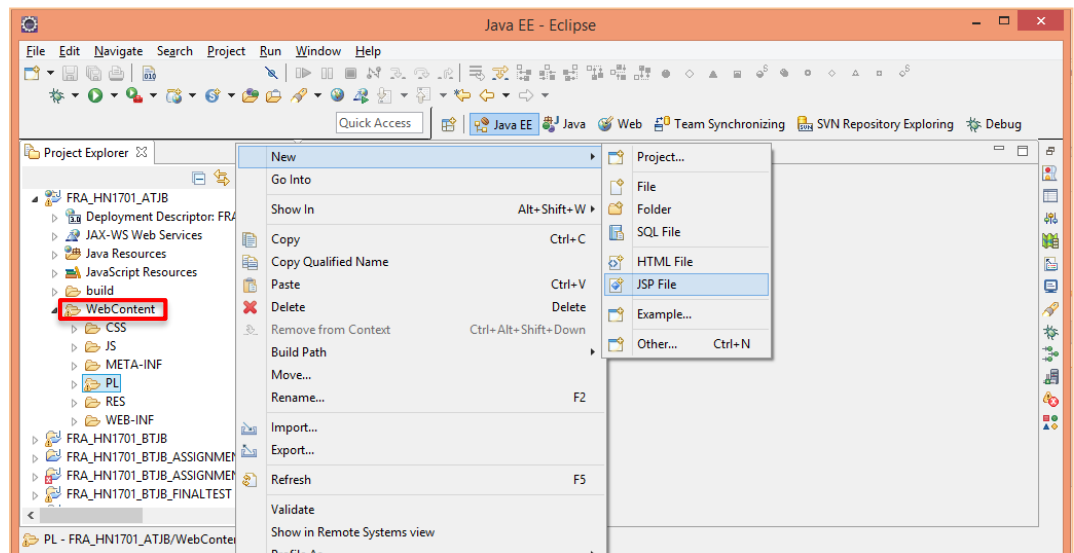 Java EE - Eclipse
File Edit Navigate Search Project Run Window Help
Quick Access Java EE Java Web Team Synchronizing SVN Repository Exploring Debug
Project Explorer
FRA_HN1701_ATJB
Deployment Descriptor: FRA
JAX-WS Web Services
Java Resources
JavaScript Resources
build
WebContent
CSS
JS
META-INF
PL
RES
WEB-INF
FRA_HN1701_BTJB
FRA_HN1701_BTJB_ASSIGNMEN
FRA_HN1701_BTJB_ASSIGNMEN
FRA_HN1701_BTJB_FINALTEST
PL - FRA_HN1701_ATJB/WebConte
New
Go Into
Show In Alt+Shift+W
Copy Ctrl+C
Copy Qualified Name
Paste Ctrl+V
Delete Delete
Remove from Context Ctrl+Alt+Shift+Down
Build Path
Move...
Rename... F2
Import...
Export...
Refresh F5
Validate
Show in Remote Systems view
Project...
File
Folder
SQL File
HTML File
JSP File
Example...
Other... Ctrl+N